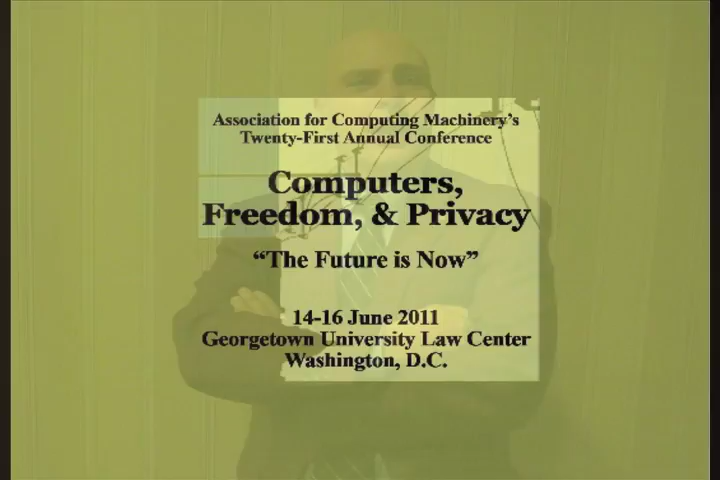 Association for Computing Machinery's
Twenty-First Annual Conference
Computers,
Freedom, & Privacy
"The Future is Now"
14-16 June 2011
Georgetown University Law Center
Washington, D.C.